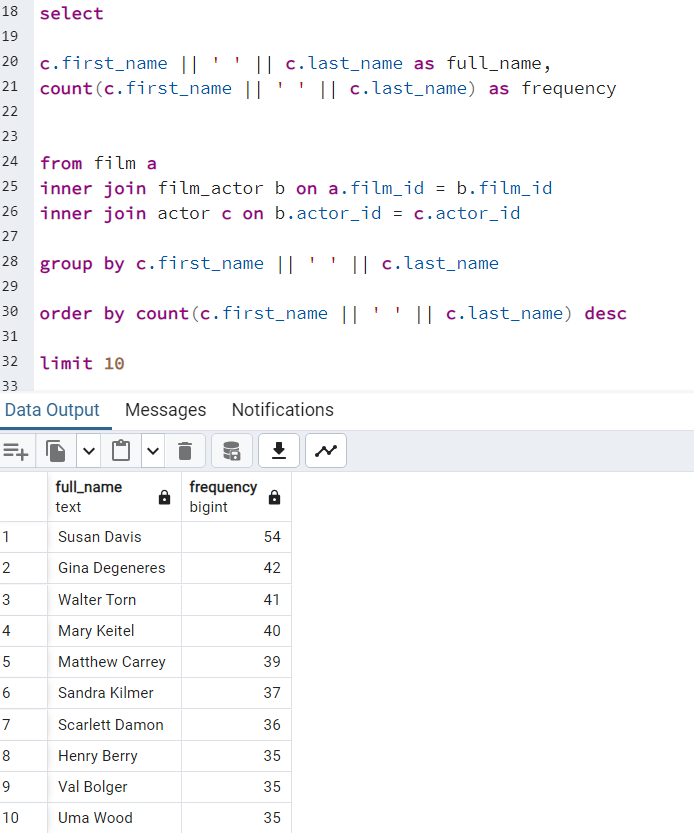 18 select
19
20 c.first_name || ' ' || c.last_name as full_name,
21 count(c.first_name || ' ' || c.last_name) as frequency
22
23
24 from film a
25 inner join film_actor b on a.film_id = b.film_id
26 inner join actor c on b.actor_id = c.actor_id
27
28 group by c.first_name || ' ' || c.last_name
29
30 order by count(c.first_name || ' ' || c.last_name) desc
31
32 limit 10
33
Data Output Messages Notifications
full_name frequency
text bigint
1 Susan Davis 54
2 Gina Degeneres 42
3 Walter Torn 41
4 Mary Keitel 40
5 Matthew Carrey 39
6 Sandra Kilmer 37
7 Scarlett Damon 36
8 Henry Berry 35
9 Val Bolger 35
10 Uma Wood 35